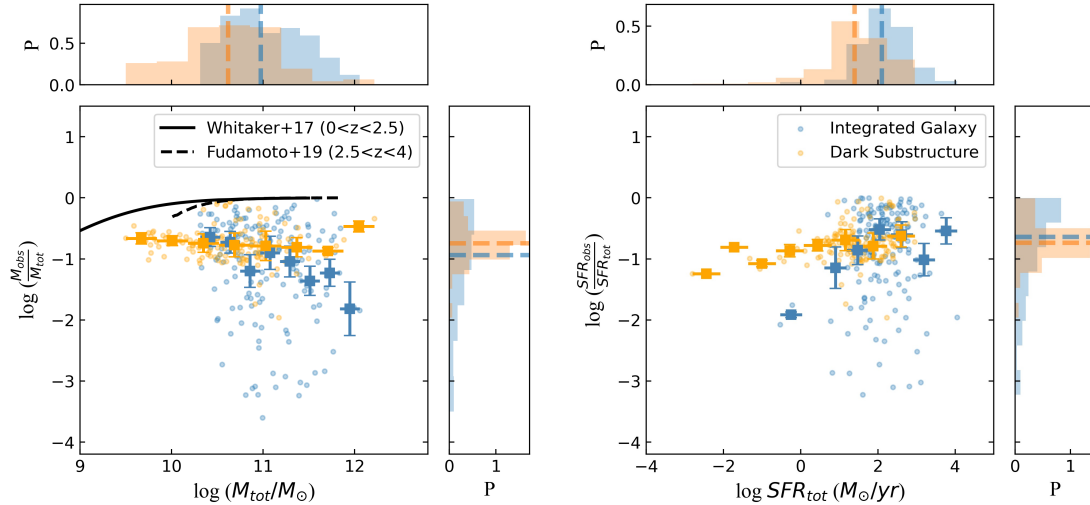 0.5
0.0
P
0.5
0.0
P
Whitaker+17 (0<z<2.5)
Fudamoto+19 (2.5<z<4)
1
0
−1
−2
−3
−4
log (M_obs/M_tot)
9
10
11
12
log (M_tot/M_⊙)
0
1
P
Integrated Galaxy
Dark Substructure
1
0
−1
−2
−3
−4
log (SFR_obs/SFR_tot)
−4
−2
0
2
4
log SFR_tot (M_⊙/yr)
0
1
P